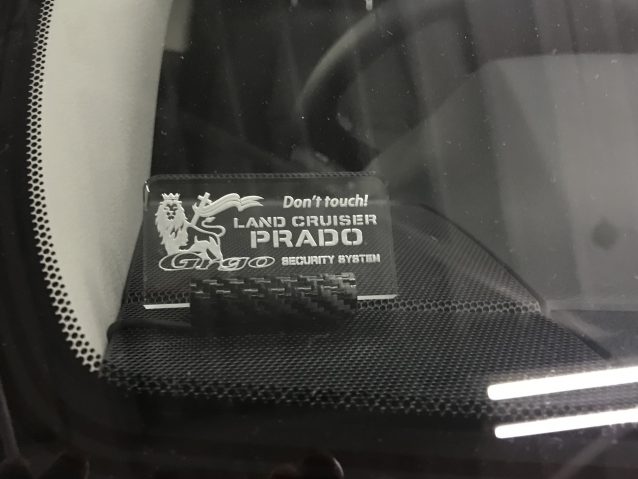 Don't touch!
LAND CRUISER
PRADO
Grgo SECURITY SYSTEM